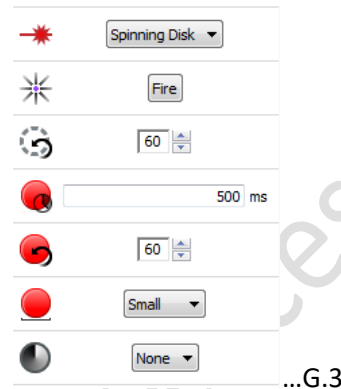 Spinning Disk
Fire
60
500 ms
60
Small
None
...G.3